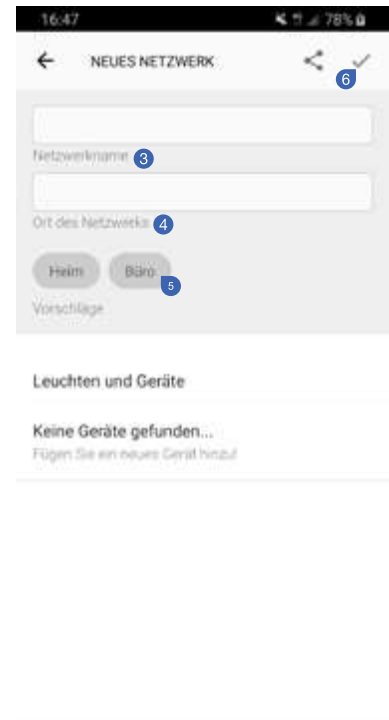 16:47 78%
NEUES NETZWERK
6
Netzwerkname 3
Ort des Netzwerks 4
Heim Büro
5
Vorschläge
Leuchten und Geräte
Keine Geräte gefunden...
Fügen Sie ein neues Gerät hinzu!